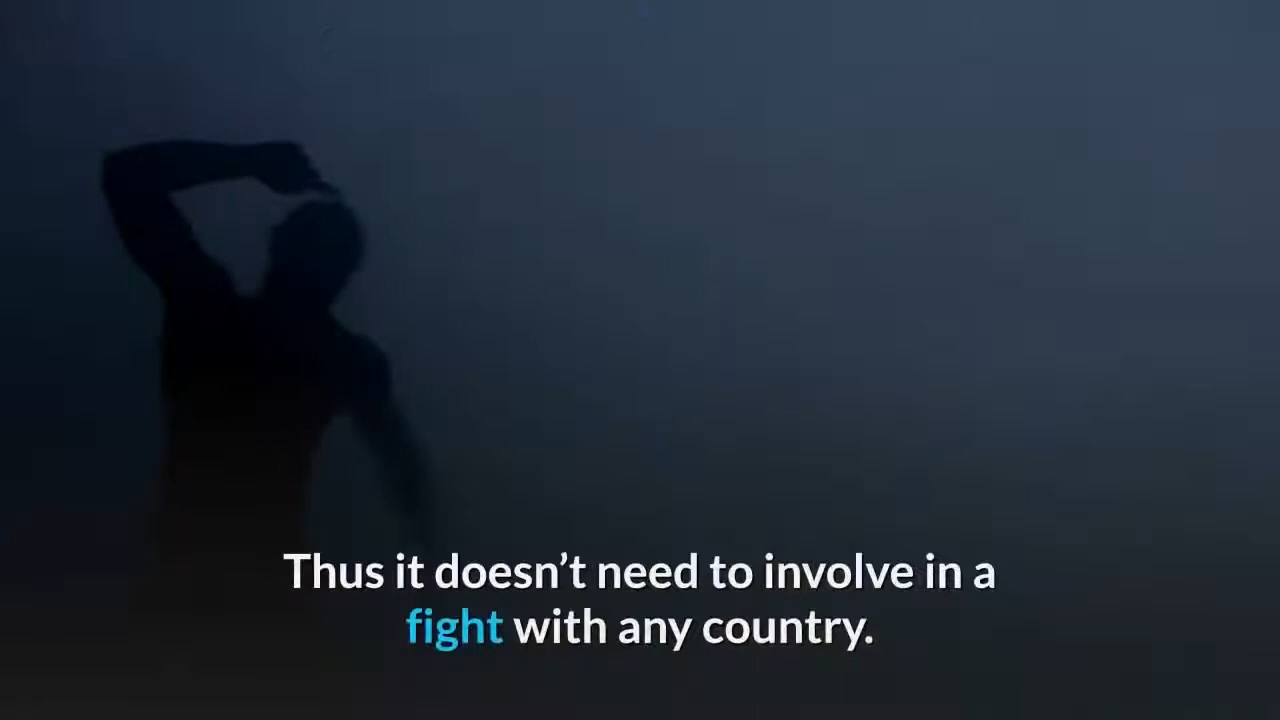 Thus it doesn’t need to involve in a
fight with any country.